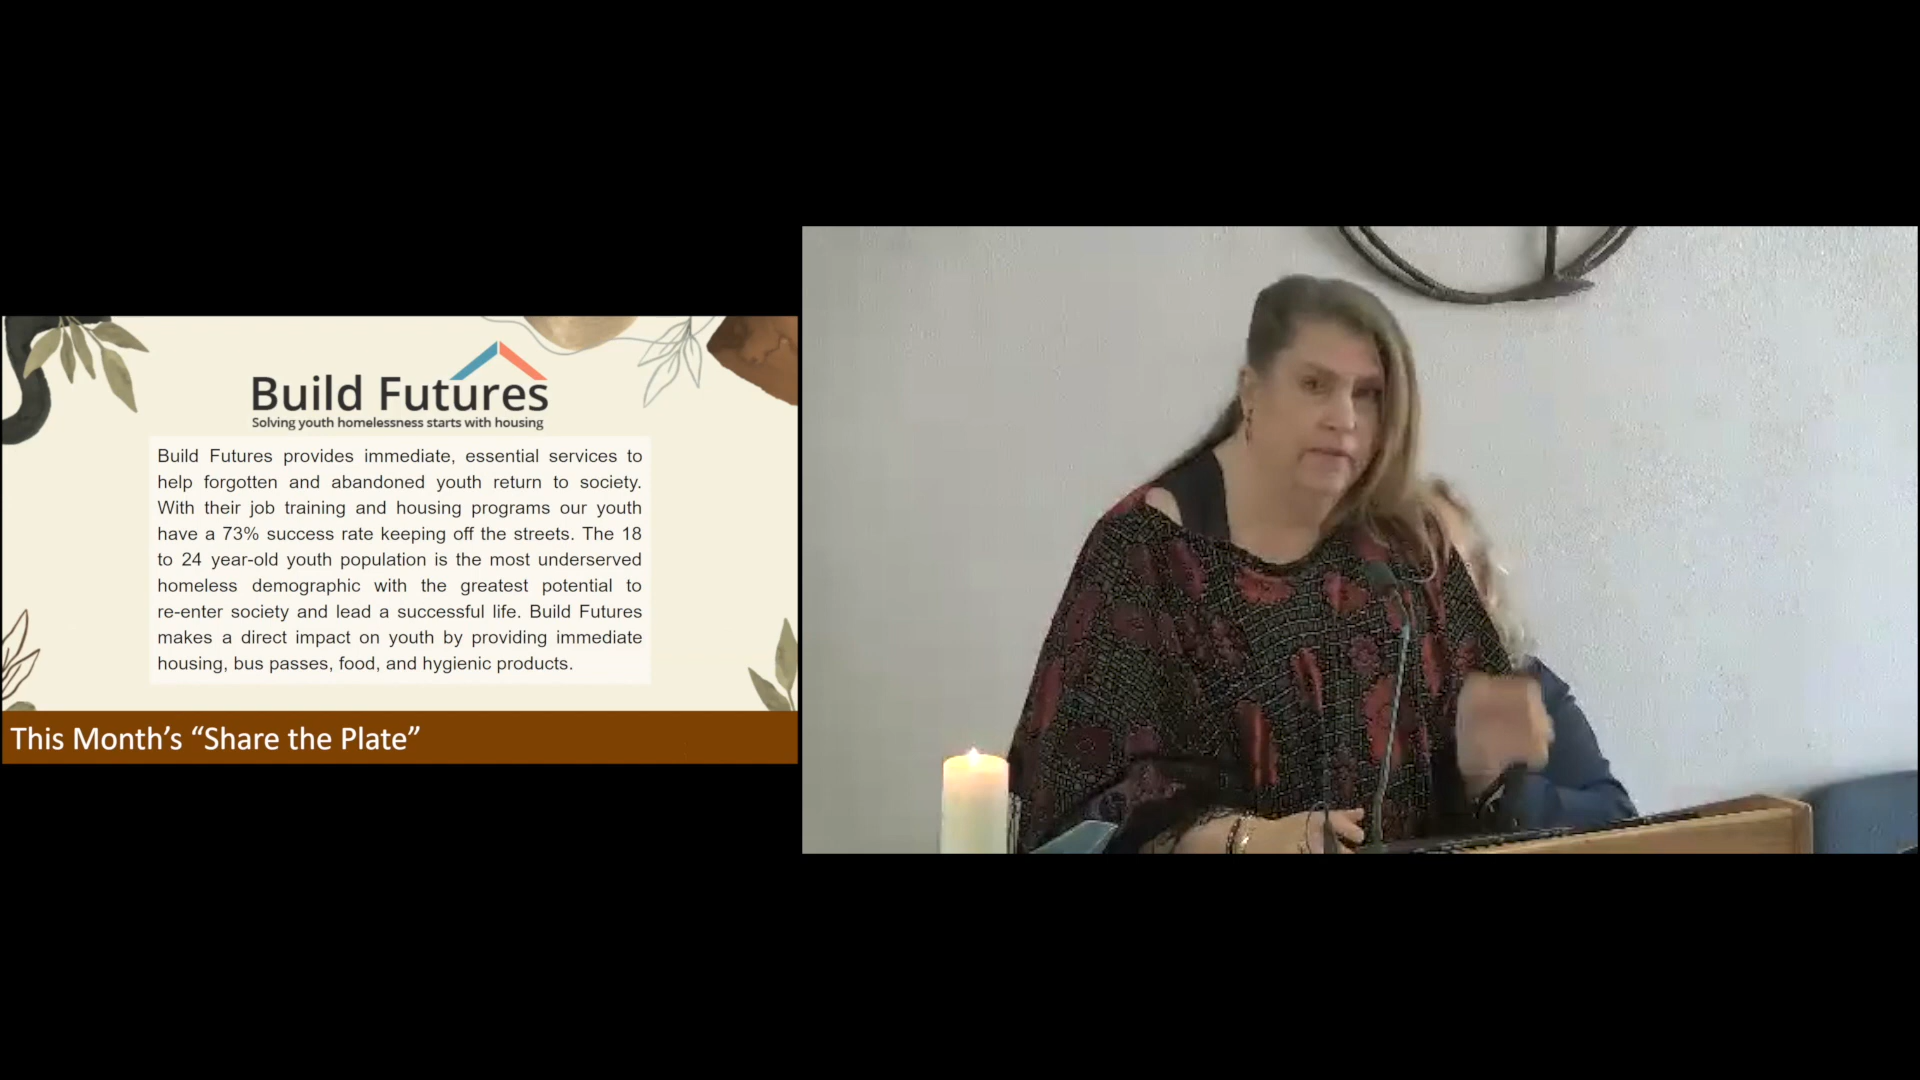 Build Futures
Solving youth homelessness starts with housing
Build Futures provides immediate, essential services to
help forgotten and abandoned youth return to society.
With their job training and housing programs our youth
have a 73% success rate keeping off the streets. The 18
to 24 year-old youth population is the most underserved
homeless demographic with the greatest potential to
re-enter society and lead a successful life. Build Futures
makes a direct impact on youth by providing immediate
housing, bus passes, food, and hygienic products.
This Month’s “Share the Plate”